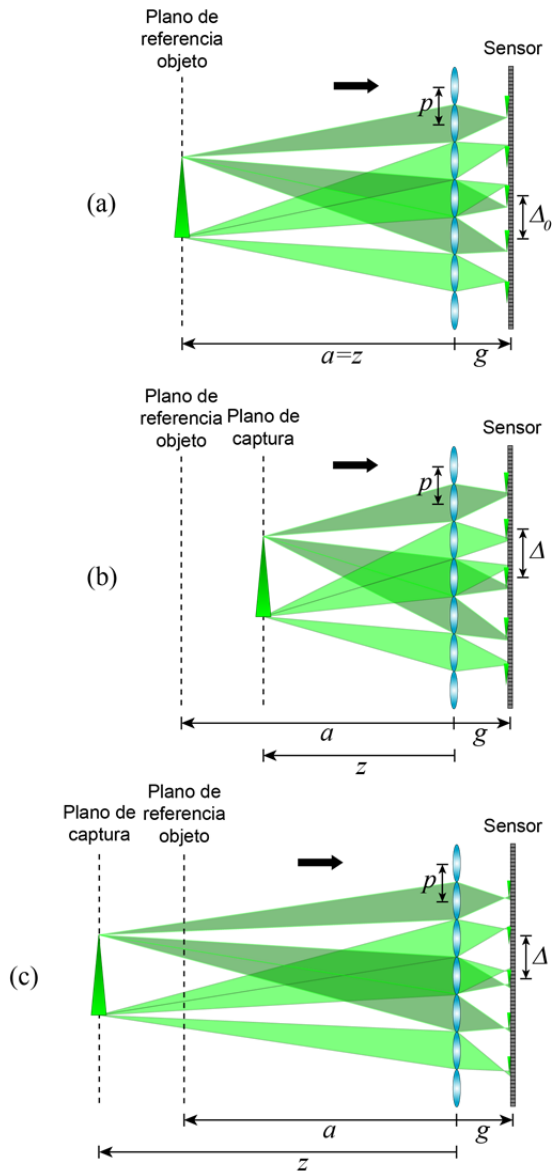 Plano de
referencia
objeto
Sensor
p
(a)
Δ₀
a=z
g
Plano de
referencia
objeto
Plano de
captura
Sensor
p
(b)
Δ
a
g
z
Plano de
captura
Plano de
referencia
objeto
Sensor
p
(c)
Δ
a
g
z